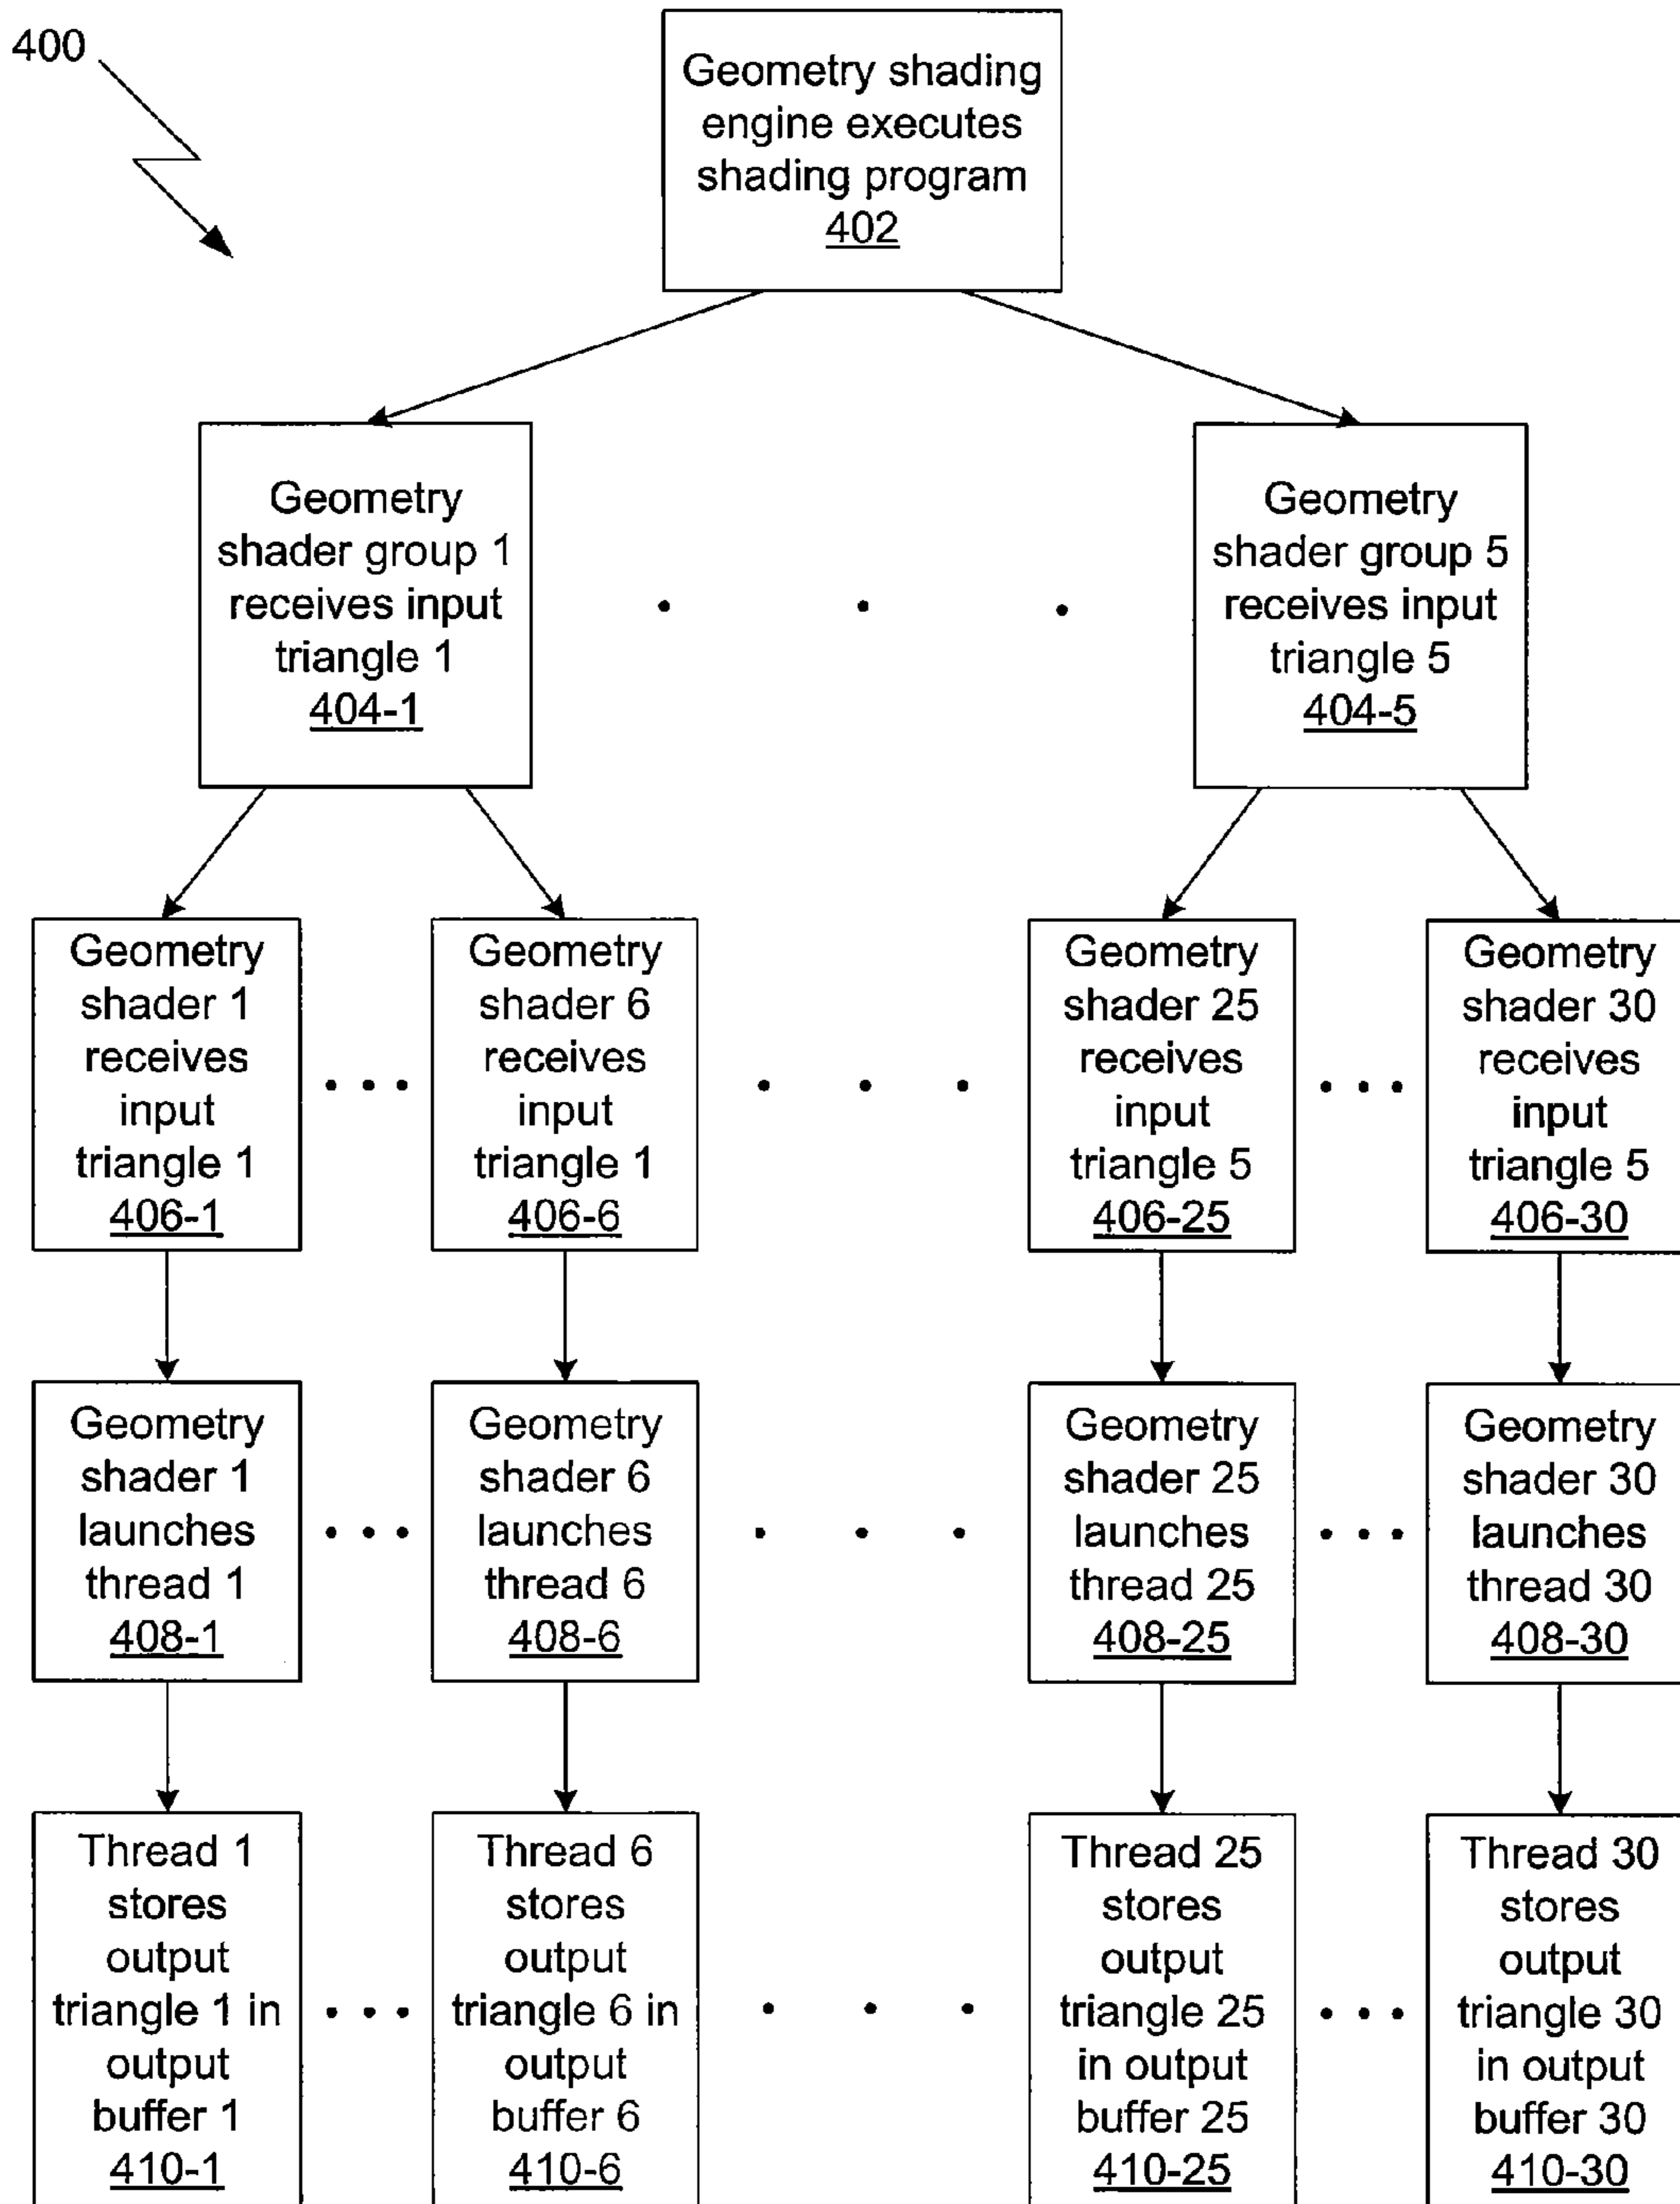 400
Geometry shading
engine executes
shading program
402
Geometry
shader group 1
receives input
triangle 1
404-1
Geometry
shader group 5
receives input
triangle 5
404-5
Geometry
shader 1
receives
input
triangle 1
406-1
Geometry
shader 6
receives
input
triangle 1
406-6
Geometry
shader 25
receives
input
triangle 5
406-25
Geometry
shader 30
receives
input
triangle 5
406-30
Geometry
shader 1
launches
thread 1
408-1
Geometry
shader 6
launches
thread 6
408-6
Geometry
shader 25
launches
thread 25
408-25
Geometry
shader 30
launches
thread 30
408-30
Thread 1
stores
output
triangle 1 in
output
buffer 1
410-1
Thread 6
stores
output
triangle 6 in
output
buffer 6
410-6
Thread 25
stores
output
triangle 25
in output
buffer 25
410-25
Thread 30
stores
output
triangle 30
in output
buffer 30
410-30